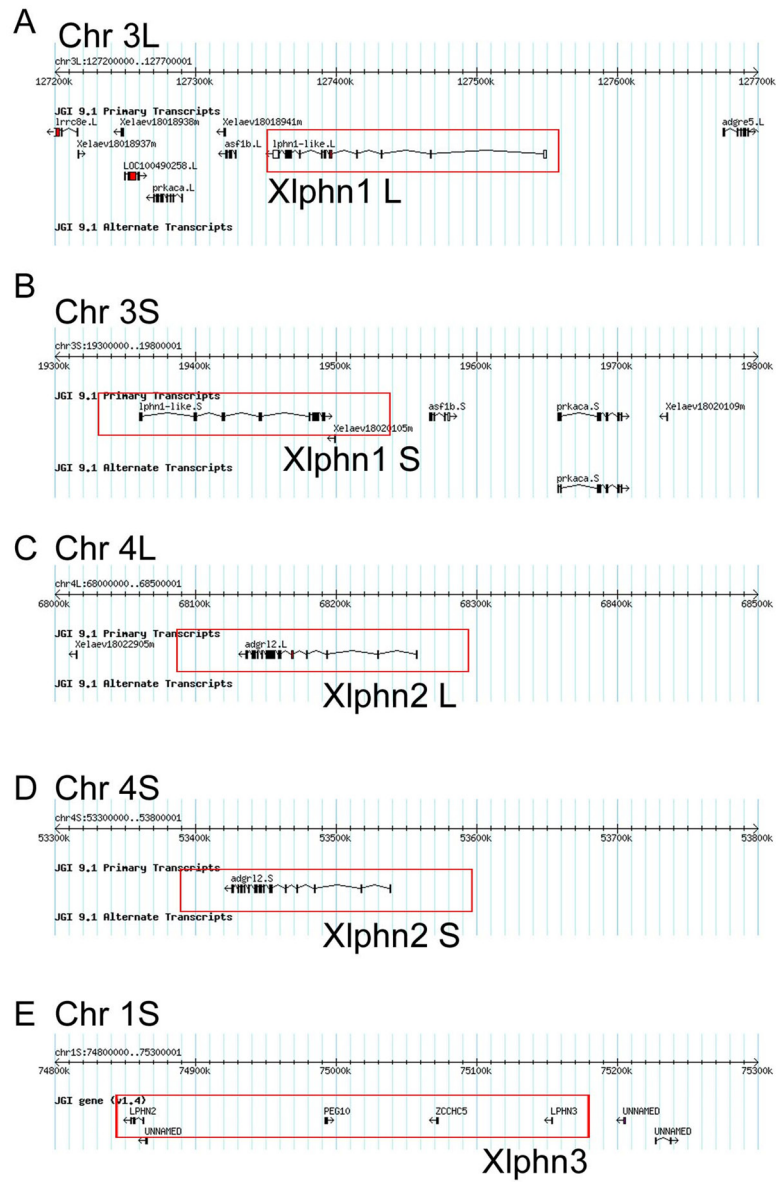 A Chr 3L
chr3L:127200000..127700001
127200k 127300k 127400k 127500k 127600k 127700k
JGI 9.1 Primary Transcripts
lrrc8e.L Xelaev18018938m Xelaev18018941m adgre5.L
Xelaev18018937m asf1b.L lphn1-like.L
LOC100490258.L
prkaca.L
Xlphn1 L
JGI 9.1 Alternate Transcripts
B Chr 3S
chr3S:19300000..19800001
19300k 19400k 19500k 19600k 19700k 19800k
JGI 9.1 Primary Transcripts
lphn1-like.S asf1b.S prkaca.S Xelaev18020109m
Xelaev18020105m
Xlphn1 S
JGI 9.1 Alternate Transcripts
prkaca.S
C Chr 4L
chr4L:68000000..68500001
68000k 68100k 68200k 68300k 68400k 68500k
JGI 9.1 Primary Transcripts
Xelaev18022905m adgrl2.L
JGI 9.1 Alternate Transcripts
Xlphn2 L
D Chr 4S
chr4S:53300000..53800001
53300k 53400k 53500k 53600k 53700k 53800k
JGI 9.1 Primary Transcripts
adgrl2.S
JGI 9.1 Alternate Transcripts
Xlphn2 S
E Chr 1S
chr1S:74800000..75300001
74800k 74900k 75000k 75100k 75200k 75300k
JGI gene (v1.4)
LPHN2 PEG10 ZCCHC5 LPHN3 UNNAMED
UNNAMED UNNAMED
Xlphn3